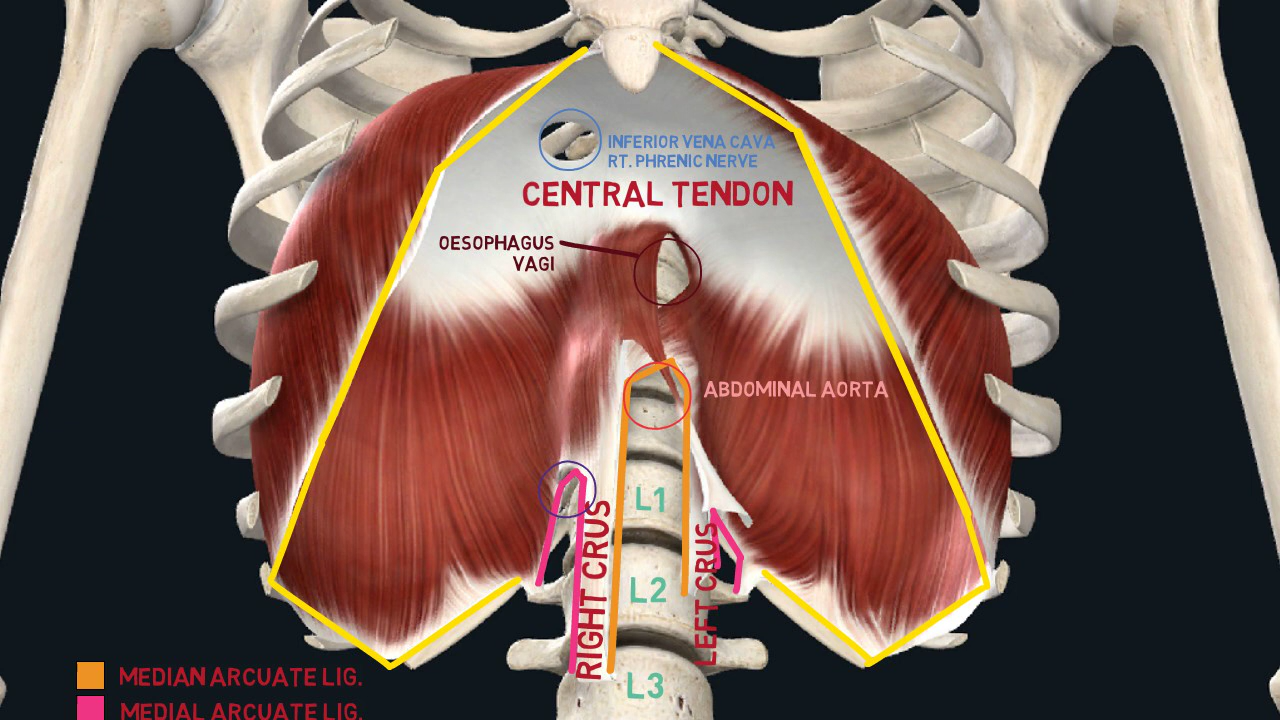 INFERIOR VENA CAVA
RT. PHRENIC NERVE
CENTRAL TENDON
OESOPHAGUS
VAGI
ABDOMINAL AORTA
L1
RIGHT CRUS
LEFT CRUS
L2
L3
MEDIAN ARCUATE LIG.
MEDIAL ARCUATE LIG.